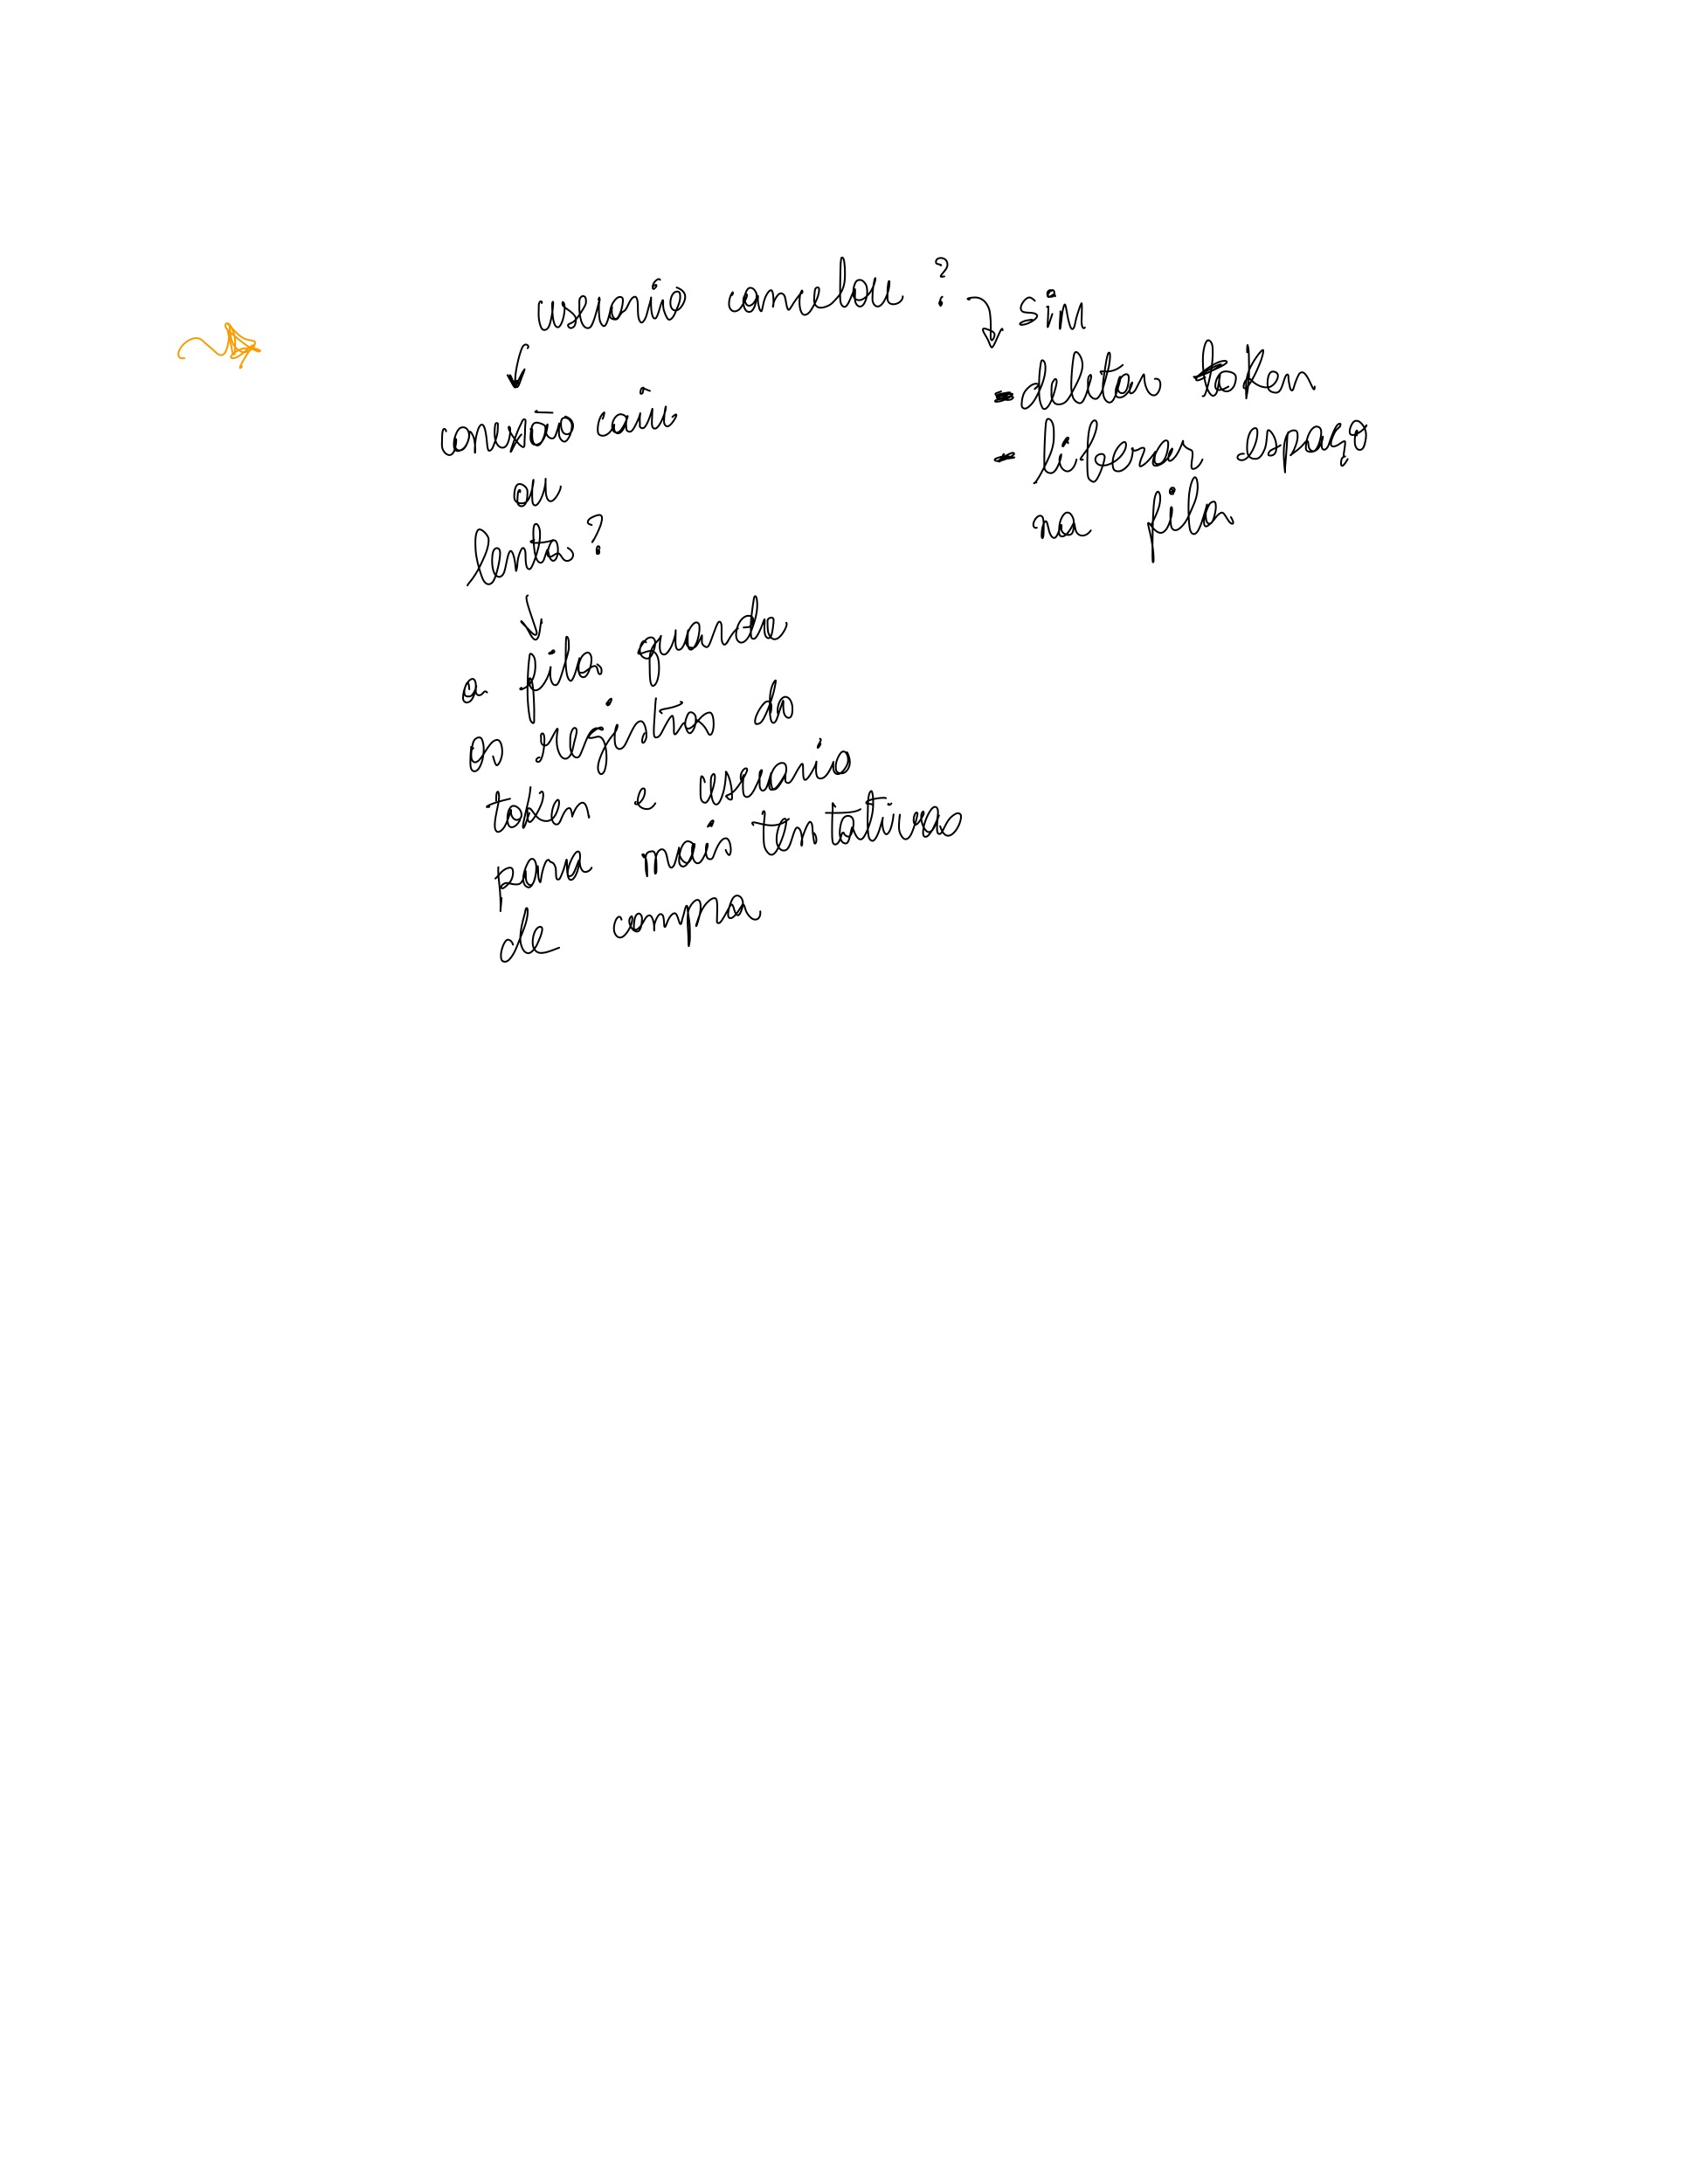 usuario cancelou ?
sim
- deletar token
- liberar espaço
na fila
conexão caiu
ou
lenta?
a fila guarda
os registros do
token e usuario
para mais tentativas
de compra